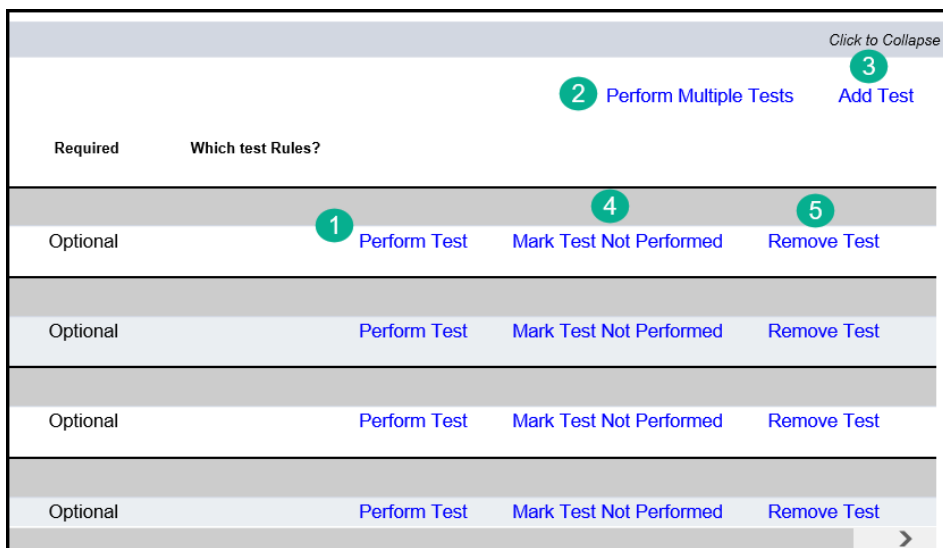 Click to Collapse
3
2 Perform Multiple Tests Add Test
Required Which test Rules?
4 5
1
Optional Perform Test Mark Test Not Performed Remove Test
Optional Perform Test Mark Test Not Performed Remove Test
Optional Perform Test Mark Test Not Performed Remove Test
Optional Perform Test Mark Test Not Performed Remove Test